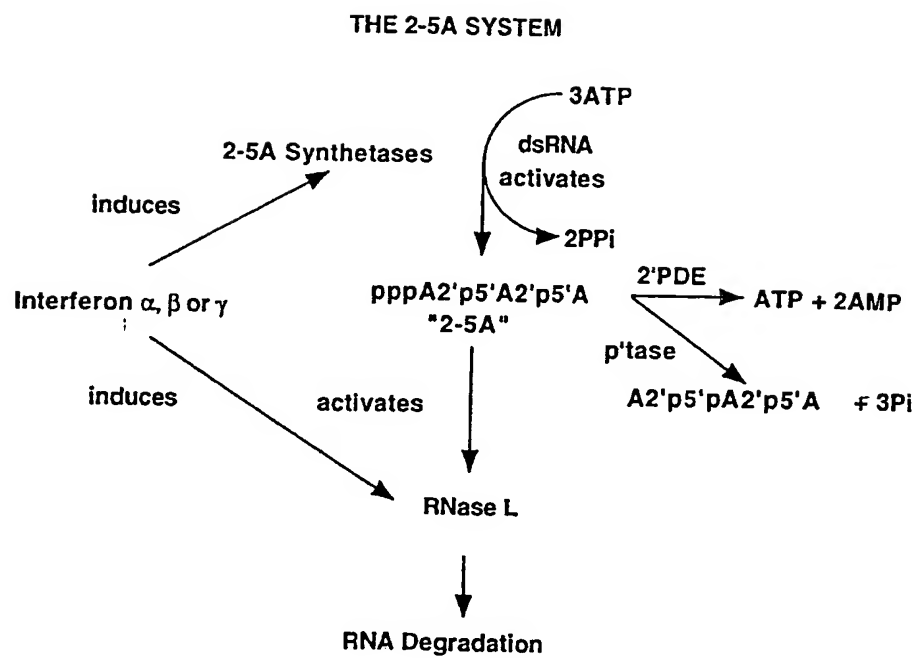 THE 2-5A SYSTEM
3ATP
dsRNA
activates
2-5A Synthetases
induces
2PPi
pppA2'p5'A2'p5'A
"2-5A"
2'PDE
ATP + 2AMP
Interferon α, β or γ
p'tase
A2'p5'pA2'p5'A + 3Pi
induces
activates
RNase L
RNA Degradation